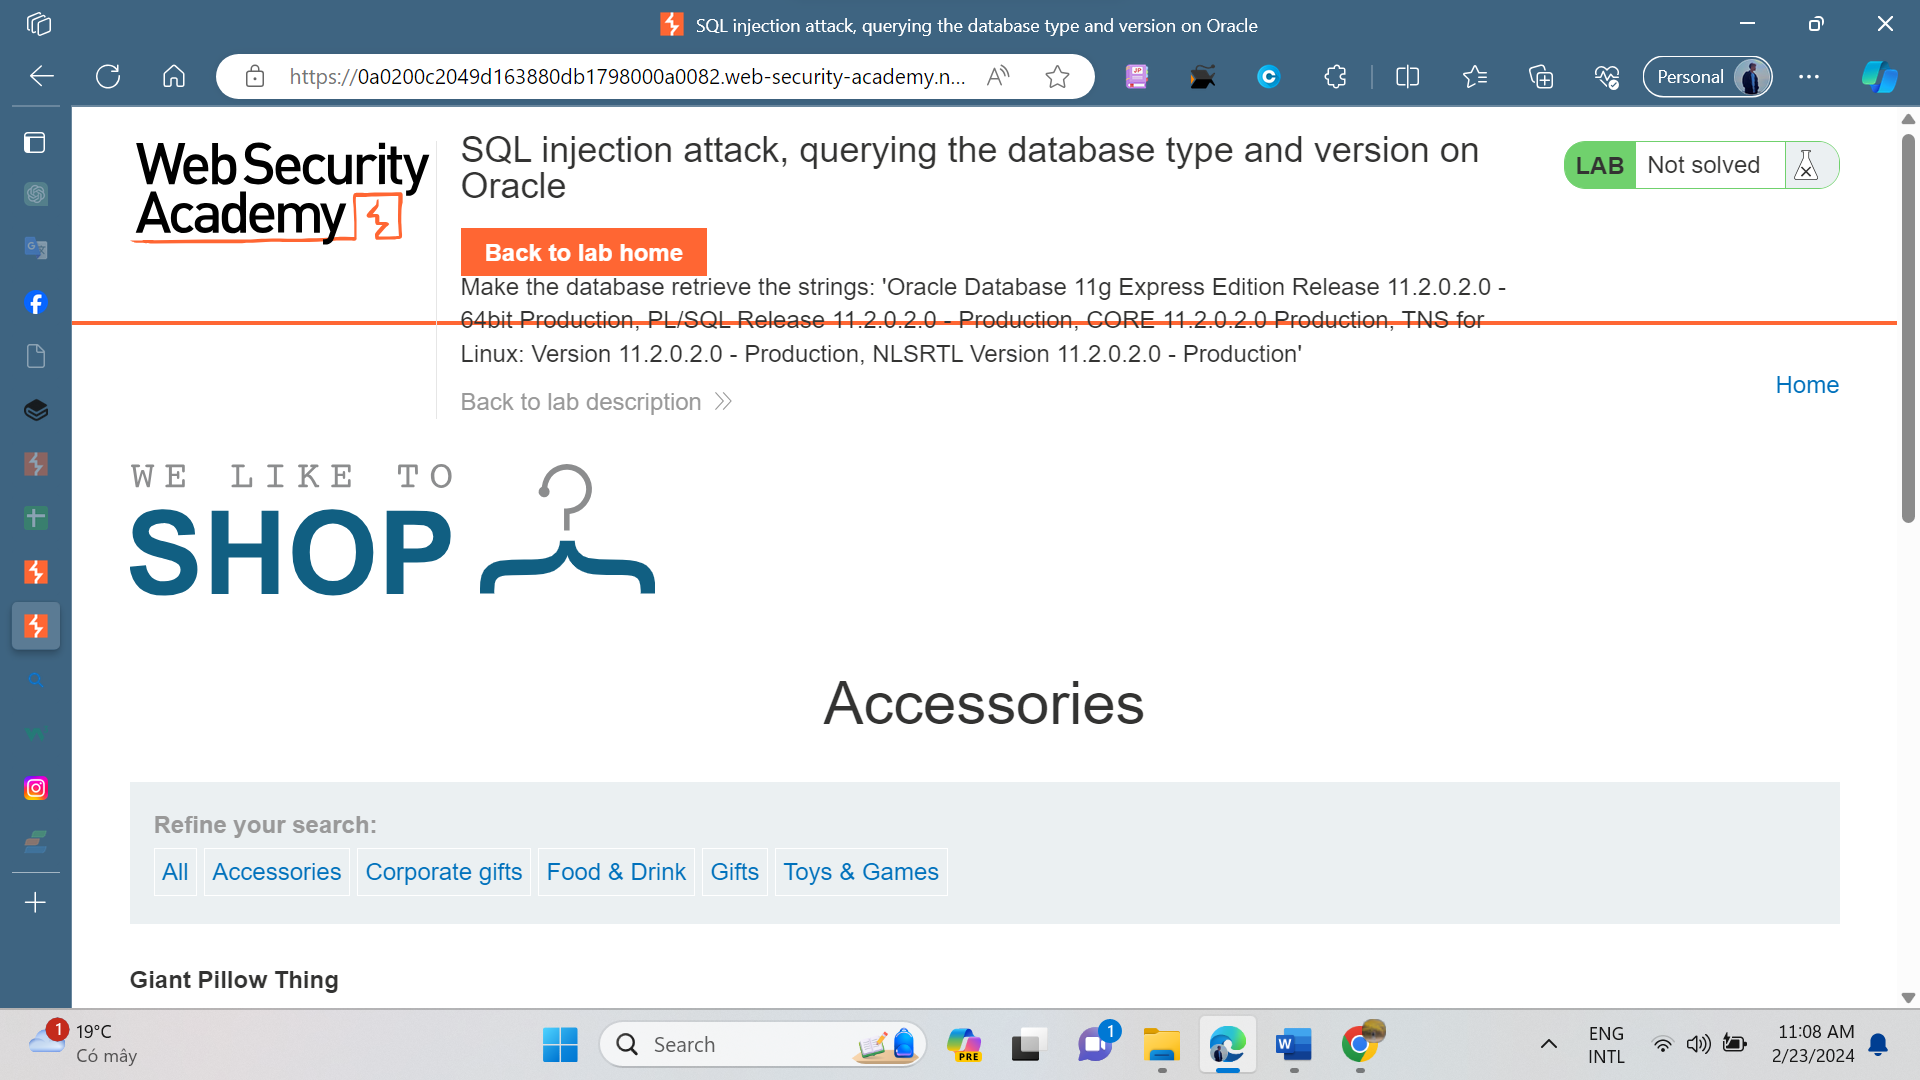 SQL injection attack, querying the database type and version on Oracle
https://0a0200c2049d163880db1798000a0082.web-security-academy.n...
Personal
Web Security
Academy
SQL injection attack, querying the database type and version on
Oracle
LAB Not solved
Back to lab home
Make the database retrieve the strings: 'Oracle Database 11g Express Edition Release 11.2.0.2.0 -
64bit Production, PL/SQL Release 11.2.0.2.0 - Production, CORE 11.2.0.2.0 Production, TNS for
Linux: Version 11.2.0.2.0 - Production, NLSRTL Version 11.2.0.2.0 - Production'
Home
Back to lab description
WE LIKE TO
SHOP
Accessories
Refine your search:
All Accessories Corporate gifts Food & Drink Gifts Toys & Games
Giant Pillow Thing
1
19°C
Có mây
Search
PRE
1
ENG
INTL
11:08 AM
2/23/2024